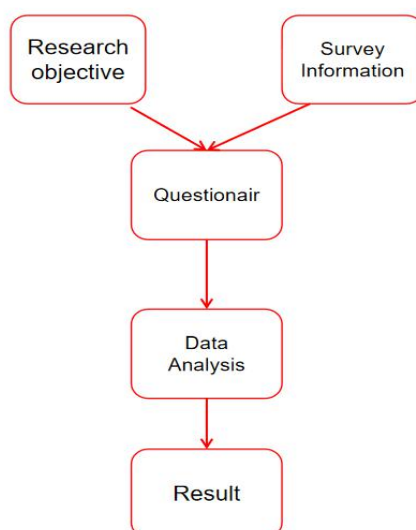 Research
objective
Survey
Information
Questionair
Data
Analysis
Result